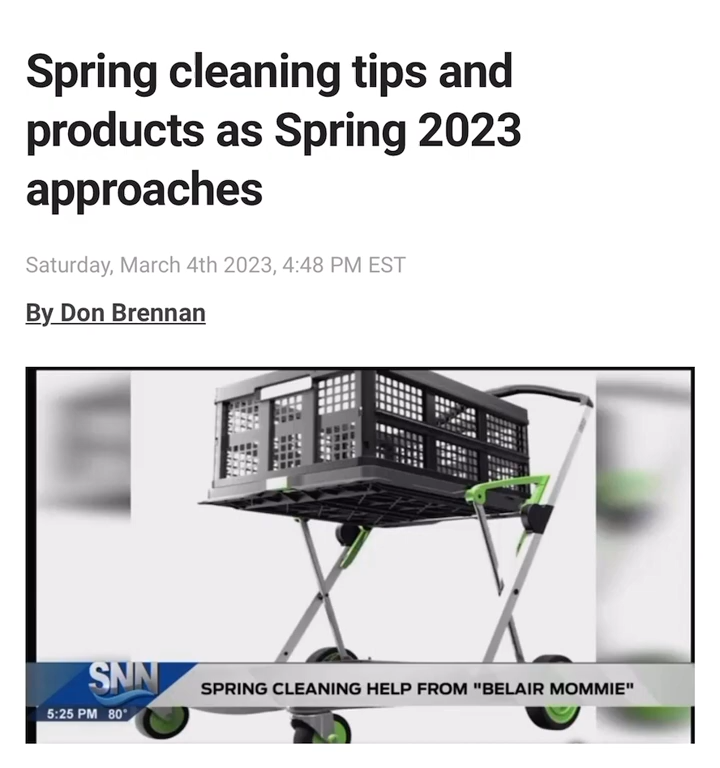 Spring cleaning tips and
products as Spring 2023
approaches
Saturday, March 4th 2023, 4:48 PM EST
By Don Brennan
SNN
SPRING CLEANING HELP FROM "BELAIR MOMMIE"
5:25 PM 80°